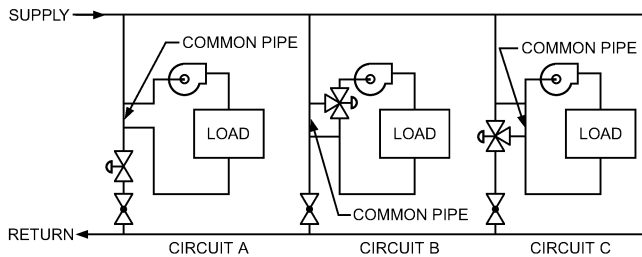 SUPPLY
COMMON PIPE
COMMON PIPE
LOAD
LOAD
LOAD
COMMON PIPE
RETURN
CIRCUIT A
CIRCUIT B
CIRCUIT C